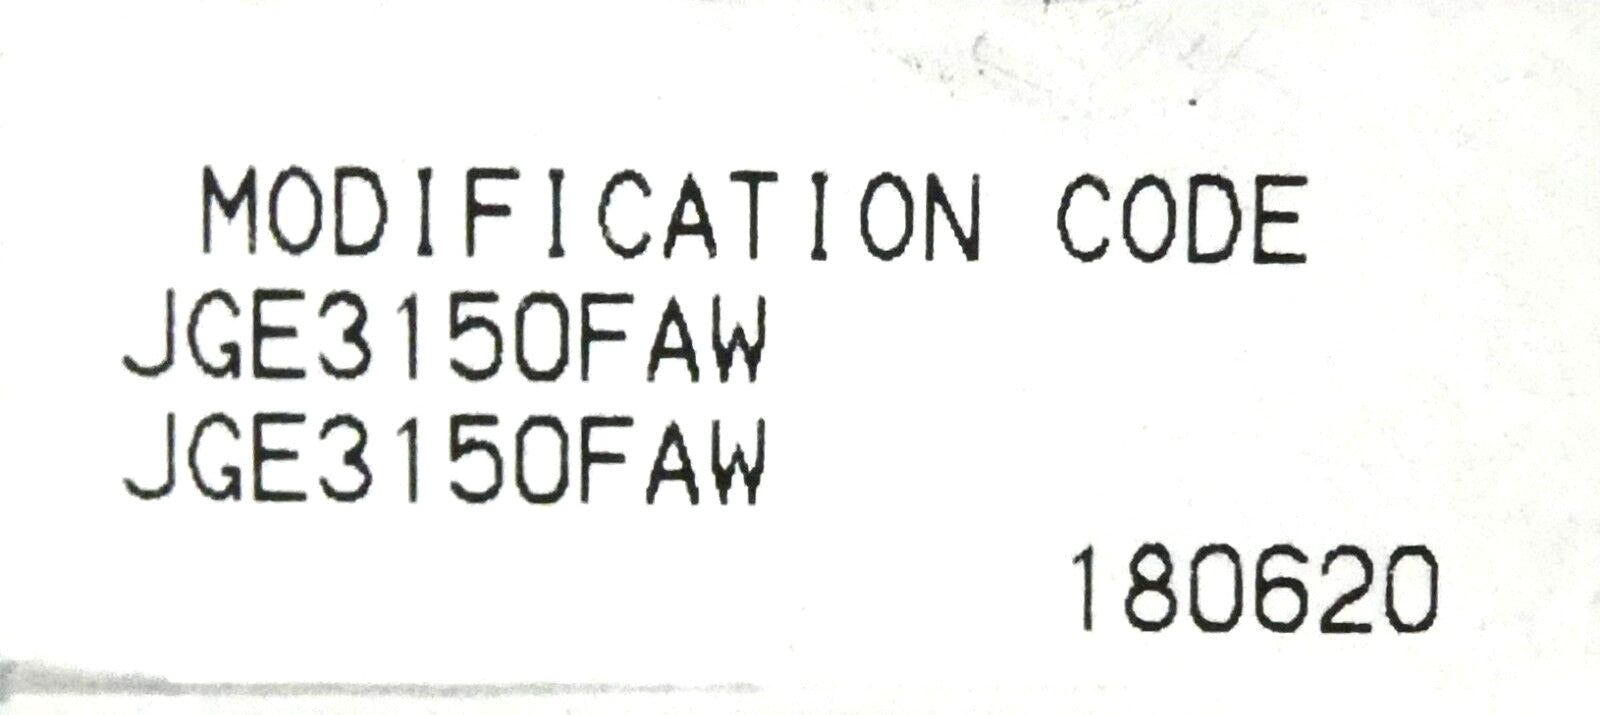 MODIFICATION CODE
JGE3150FAW
JGE3150FAW
180620